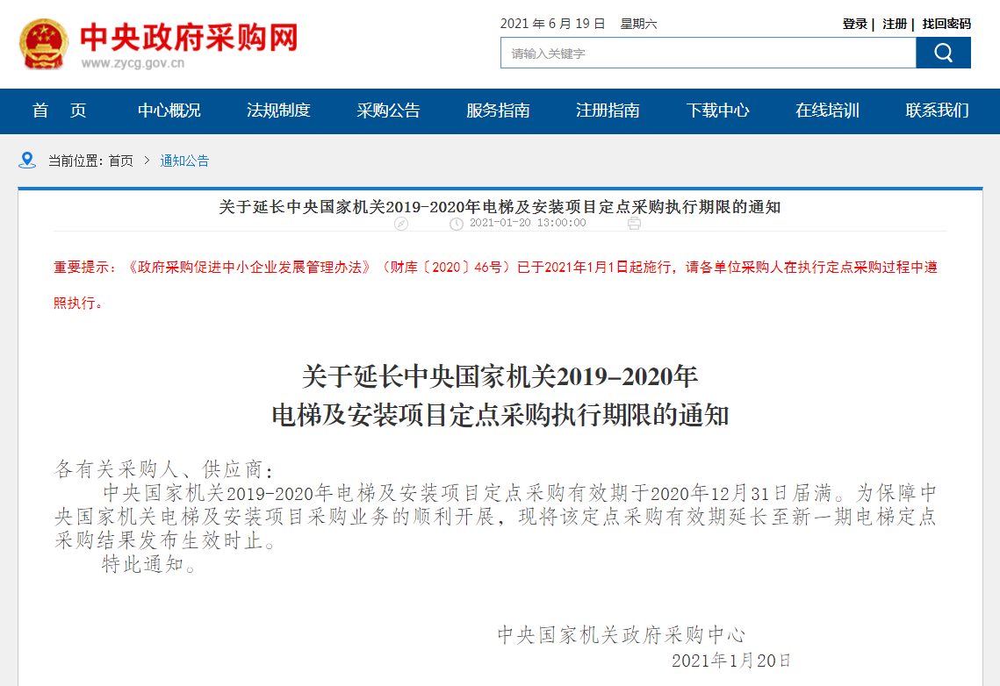 中央政府采购网
www.zycg.gov.cn
2021 年 6 月 19 日 星期六
登录 | 注册 | 找回密码
请输入关键字
首 页 中心概况 法规制度 采购公告 服务指南 注册指南 下载中心 在线培训 联系我们
当前位置: 首页 > 通知公告
关于延长中央国家机关2019-2020年电梯及安装项目定点采购执行期限的通知
2021-01-20 13:00:00
重要提示：《政府采购促进中小企业发展管理办法》（财库〔2020〕46号）已于2021年1月1日起施行，请各单位采购人在执行定点采购过程中遵
照执行。
关于延长中央国家机关2019-2020年
电梯及安装项目定点采购执行期限的通知
各有关采购人、供应商：
中央国家机关2019-2020年电梯及安装项目定点采购有效期于2020年12月31日届满。为保障中
央国家机关电梯及安装项目采购业务的顺利开展，现将该定点采购有效期延长至新一期电梯定点
采购结果发布生效时止。
特此通知。
中央国家机关政府采购中心
2021年1月20日